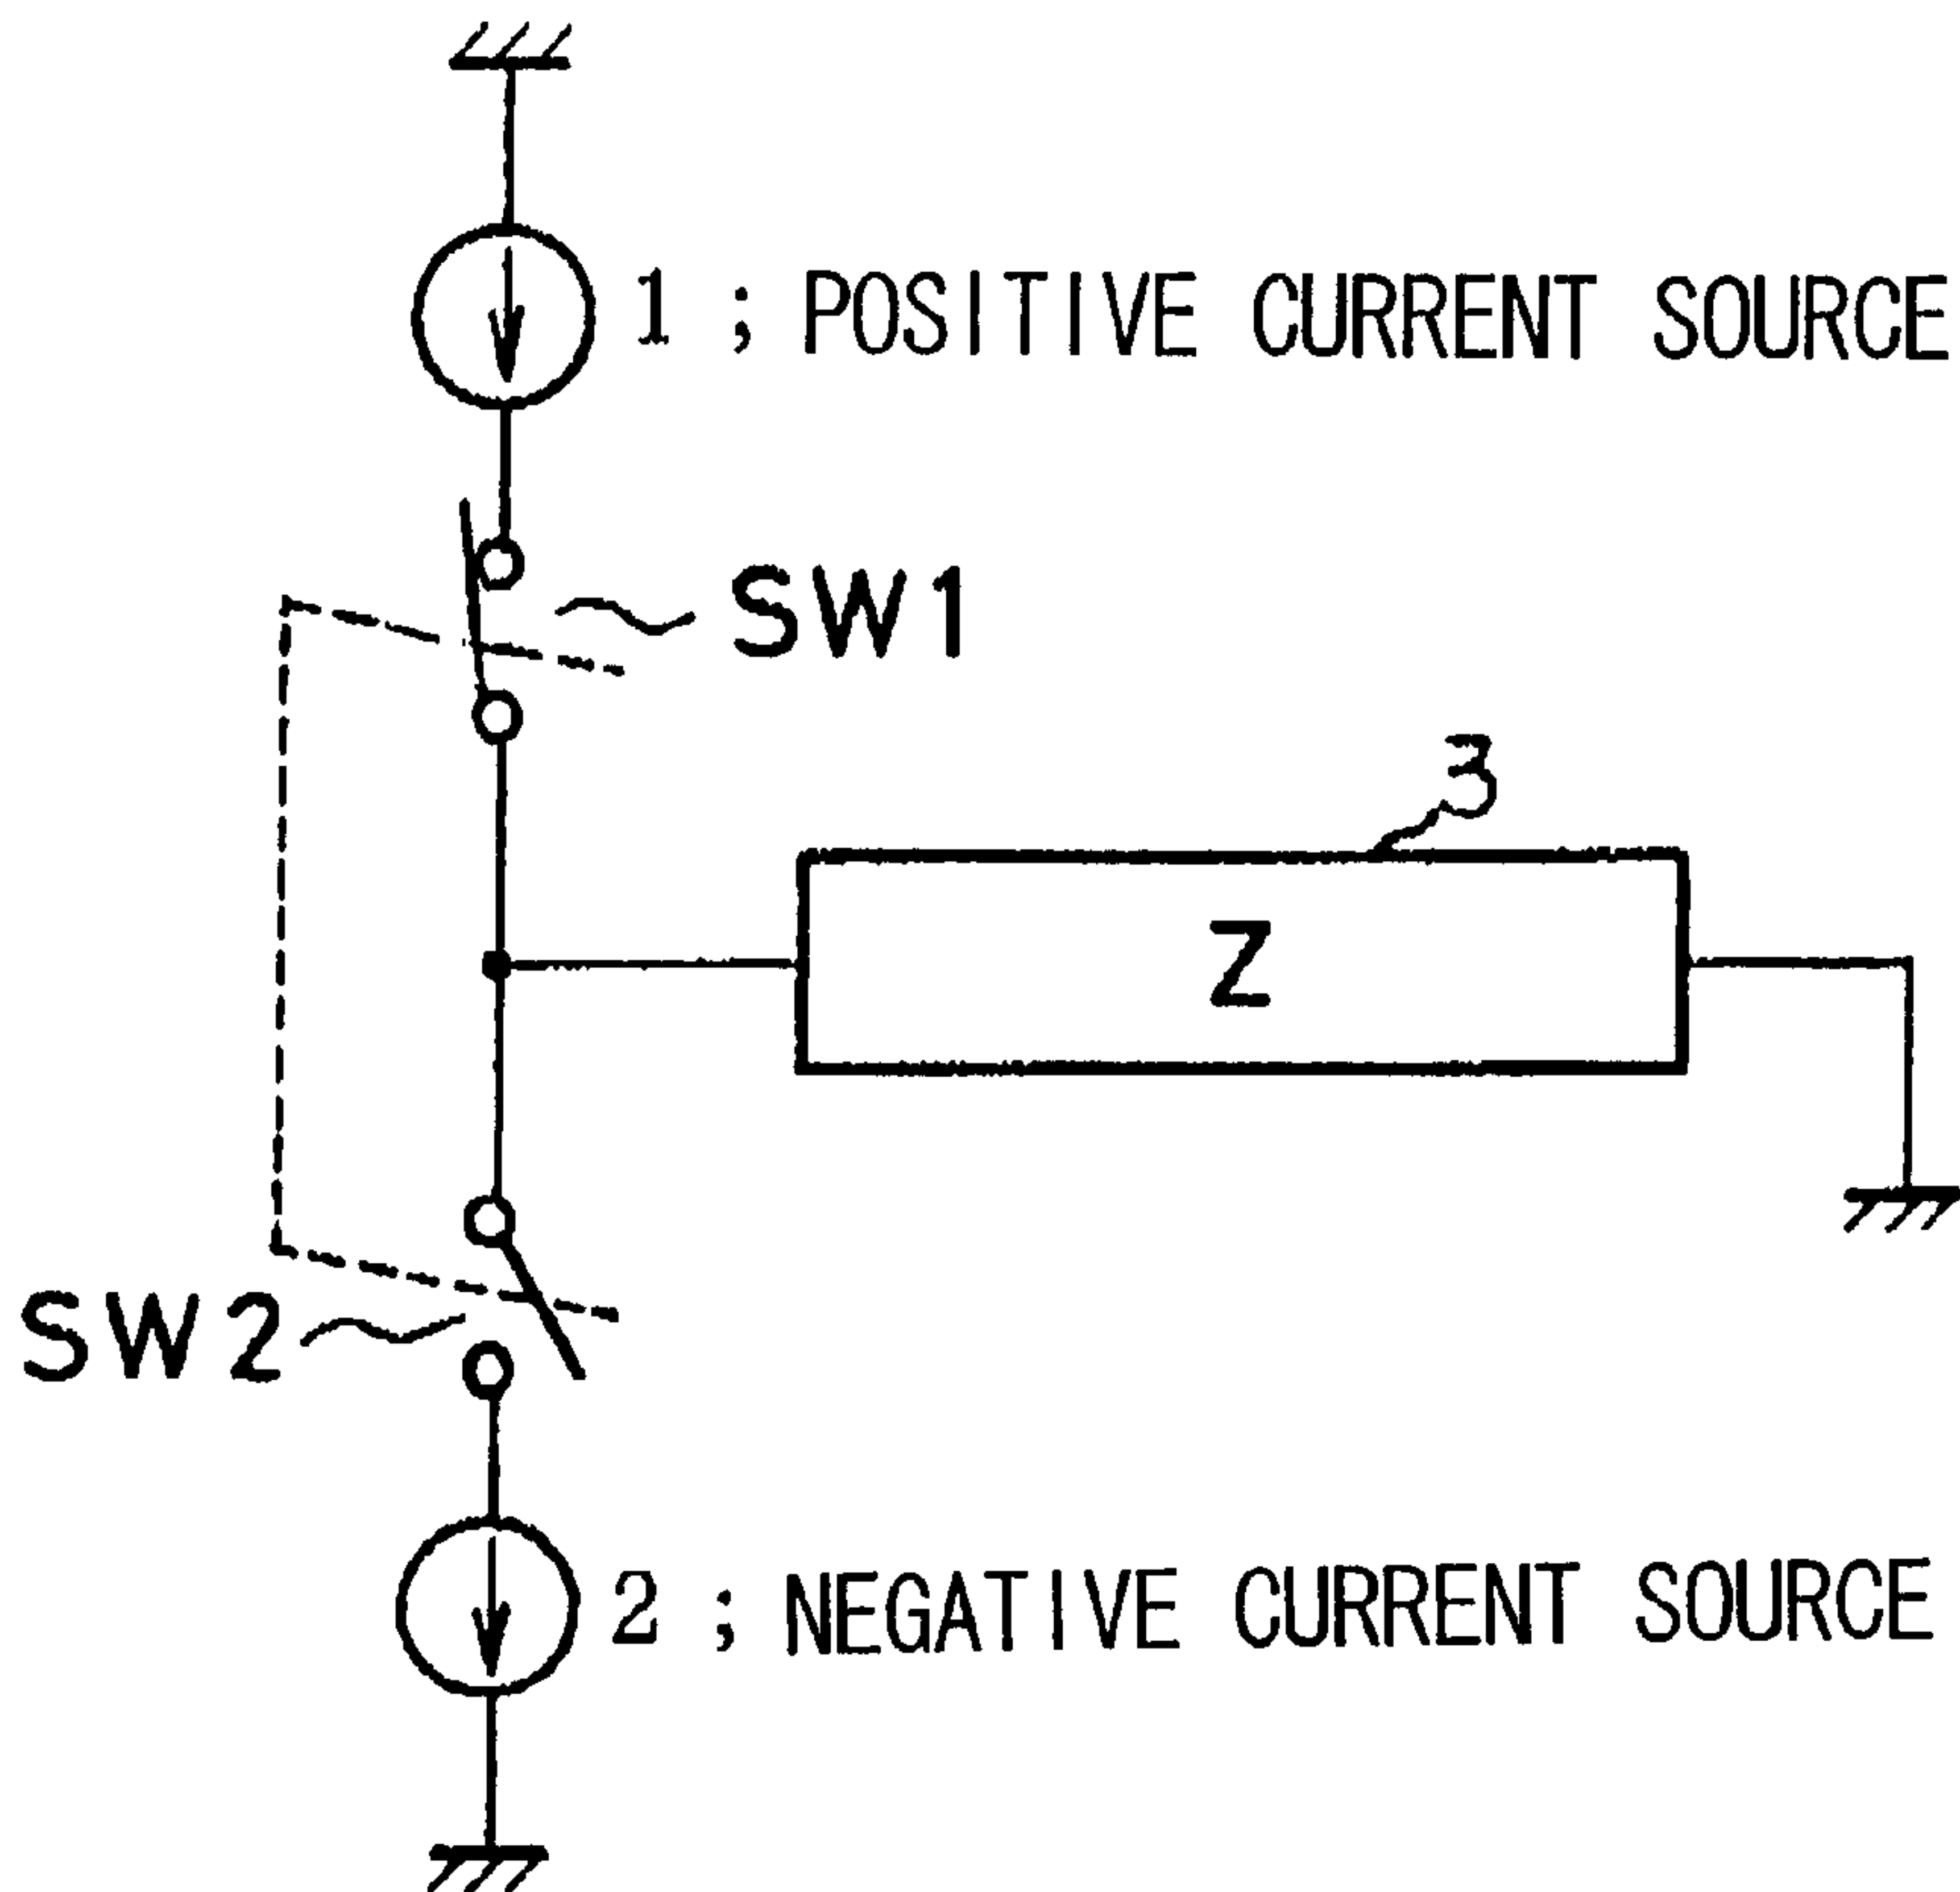 1 ; POSITIVE CURRENT SOURCE
SW1
3
Z
SW2
2 ; NEGATIVE CURRENT SOURCE